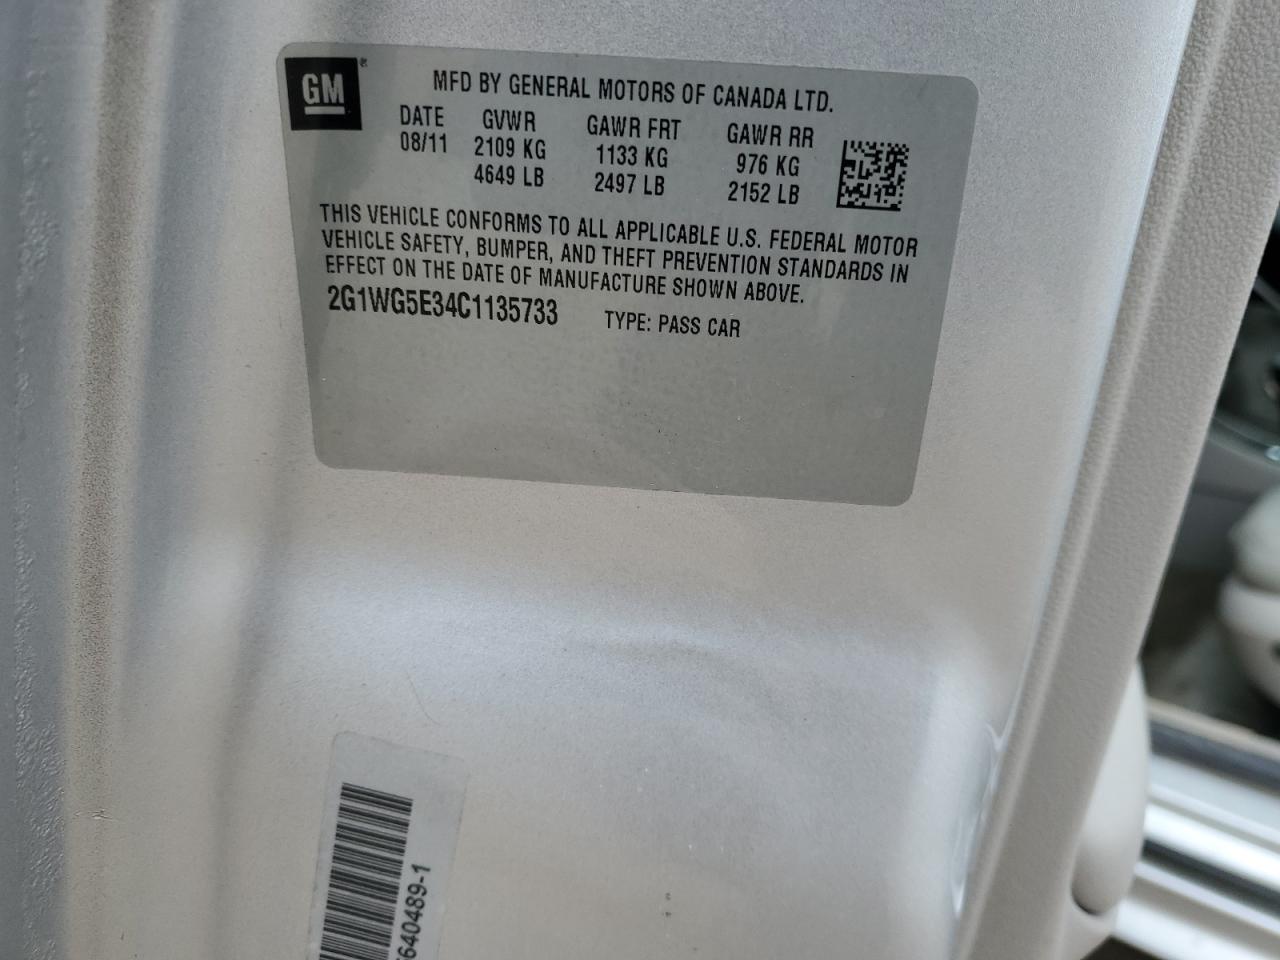 GM®
MFD BY GENERAL MOTORS OF CANADA LTD.
DATE GVWR GAWR FRT GAWR RR
08/11 2109 KG 1133 KG 976 KG
4649 LB 2497 LB 2152 LB
THIS VEHICLE CONFORMS TO ALL APPLICABLE U.S. FEDERAL MOTOR
VEHICLE SAFETY, BUMPER, AND THEFT PREVENTION STANDARDS IN
EFFECT ON THE DATE OF MANUFACTURE SHOWN ABOVE.
2G1WG5E34C1135733 TYPE: PASS CAR
640489-1